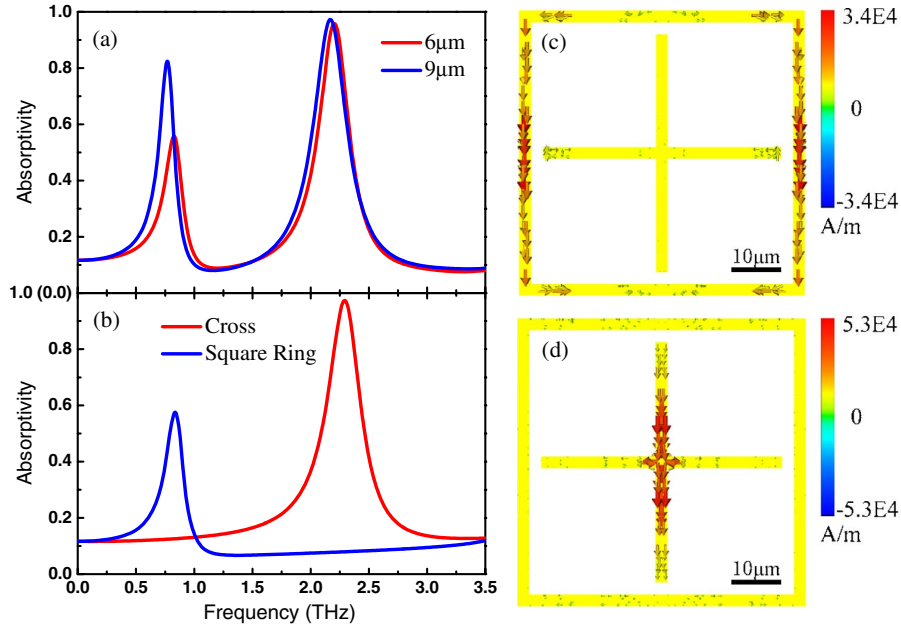 (a)
6μm
9μm
Absorptivity
1.0
0.8
0.6
0.4
0.2
1.0 (0.0)
(b)
Cross
Square Ring
Absorptivity
0.8
0.6
0.4
0.2
0.0
0.0 0.5 1.0 1.5 2.0 2.5 3.0 3.5
Frequency (THz)
(c)
10μm
3.4E4
0
-3.4E4
A/m
(d)
10μm
5.3E4
0
-5.3E4
A/m